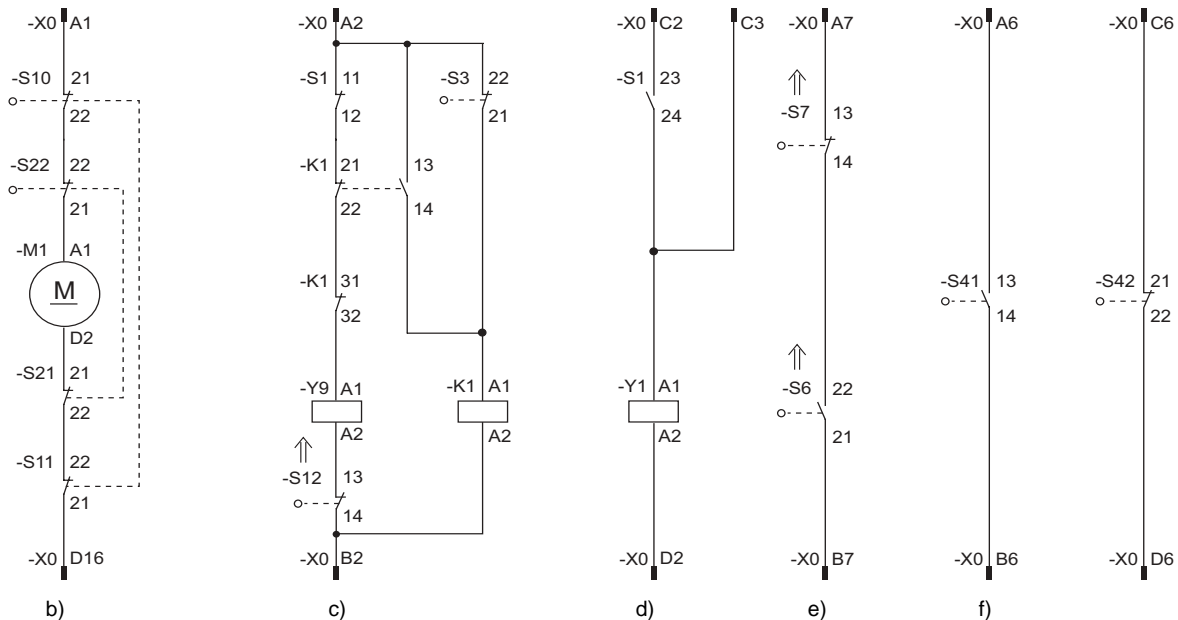 -X0 A1
-S10 21
22
-S22 22
21
-M1 A1
M
D2
-S21 21
22
-S11 22
21
-X0 D16
b)
-X0 A2
-S1 11
12
-S3 22
21
-K1 21
22
13
14
-K1 31
32
-Y9 A1
A2
-K1 A1
A2
-S12 13
14
-X0 B2
c)
-X0 C2
C3
-S1 23
24
-Y1 A1
A2
-X0 D2
d)
-X0 A7
-S7 13
14
-S6 22
21
-X0 B7
e)
-X0 A6
-S41 13
14
-X0 B6
f)
-X0 C6
-S42 21
22
-X0 D6